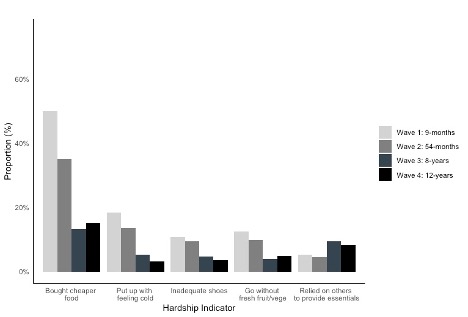 60%
40%
20%
0%
Proportion (%)
Bought cheaper
food
Put up with
feeling cold
Inadequate shoes
Go without
fresh fruit/vege
Relied on others
to provide essentials
Hardship Indicator
Wave 1: 9-months
Wave 2: 54-months
Wave 3: 8-years
Wave 4: 12-years